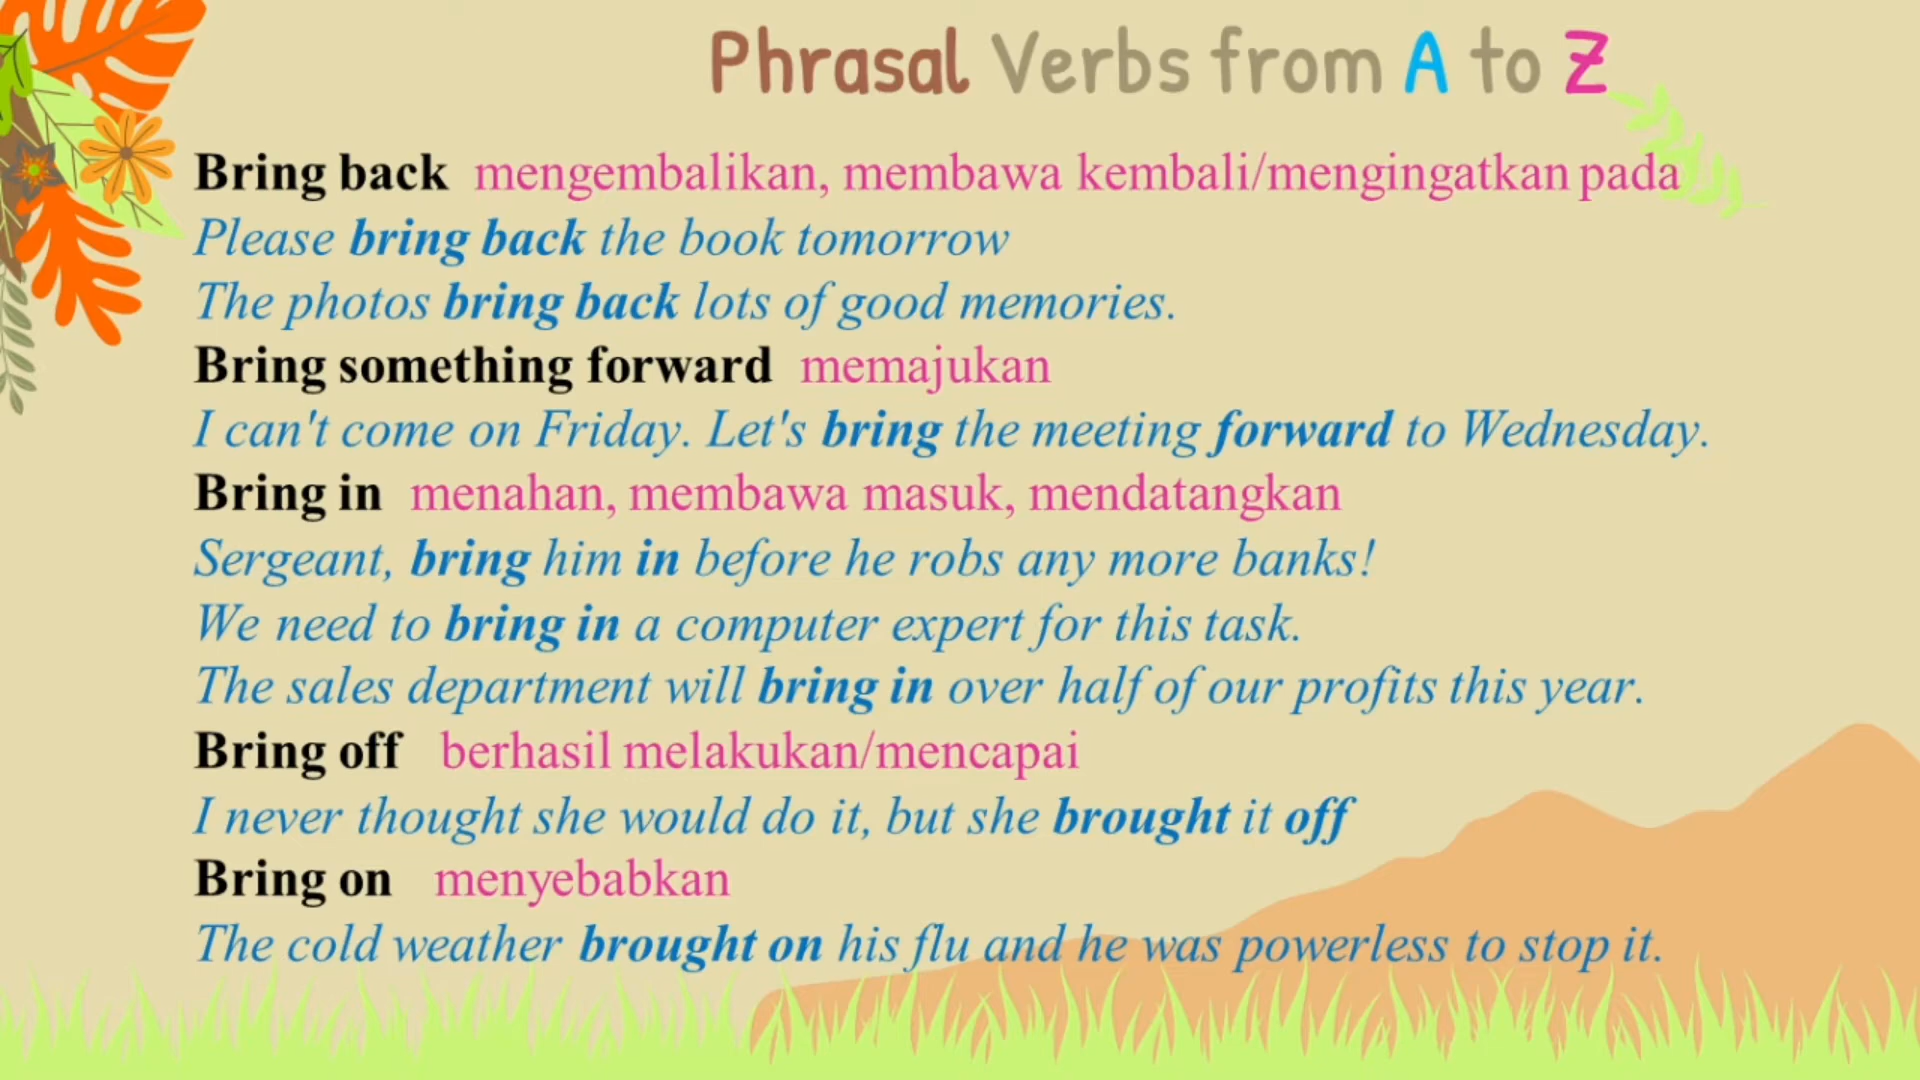 Phrasal Verbs from A to Z
Bring back mengembalikan, membawa kembali/mengingatkan pada
Please bring back the book tomorrow
The photos bring back lots of good memories.
Bring something forward memajukan
I can't come on Friday. Let's bring the meeting forward to Wednesday.
Bring in menahan, membawa masuk, mendatangkan
Sergeant, bring him in before he robs any more banks!
We need to bring in a computer expert for this task.
The sales department will bring in over half of our profits this year.
Bring off berhasil melakukan/mencapai
I never thought she would do it, but she brought it off
Bring on menyebabkan
The cold weather brought on his flu and he was powerless to stop it.